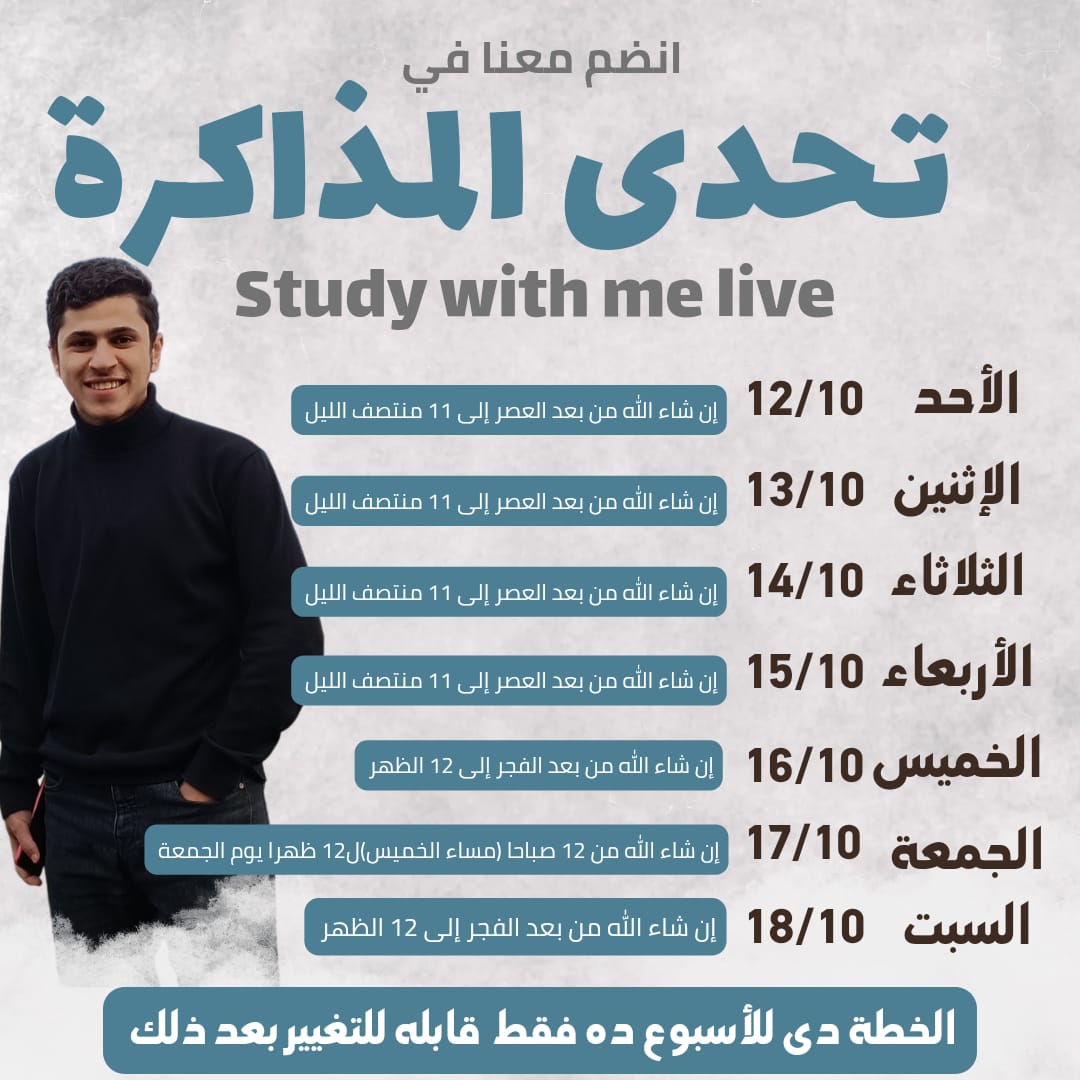 انضم معنا في
تحدى المذاكرة
Study with me live
الأحد 12/10 إن شاء الله من بعد العصر إلى 11 منتصف الليل
الإثنين 13/10 إن شاء الله من بعد العصر إلى 11 منتصف الليل
الثلاثاء 14/10 إن شاء الله من بعد العصر إلى 11 منتصف الليل
الأربعاء 15/10 إن شاء الله من بعد العصر إلى 11 منتصف الليل
الخميس 16/10 إن شاء الله من بعد الفجر إلى 12 الظهر
الجمعة 17/10 إن شاء الله من 12 صباحا (مساء الخميس)ل12 ظهرا يوم الجمعة
السبت 18/10 إن شاء الله من بعد الفجر إلى 12 الظهر
الخطة دى للأسبوع ده فقط قابله للتغيير بعد ذلك